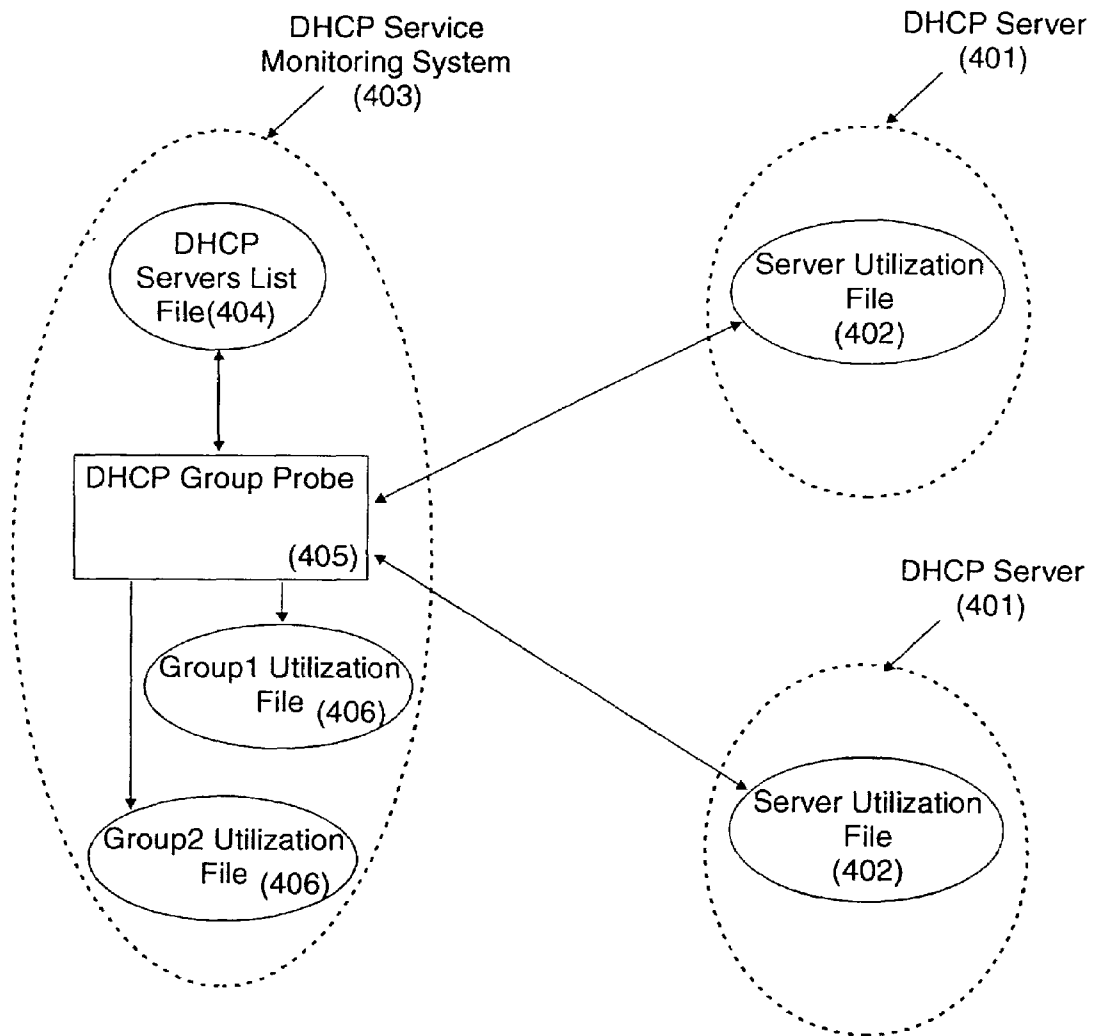 DHCP Service
Monitoring System
(403)
DHCP Server
(401)
DHCP
Servers List
File(404)
Server Utilization
File
(402)
DHCP Group Probe
(405)
DHCP Server
(401)
Group1 Utilization
File (406)
Server Utilization
File
(402)
Group2 Utilization
File (406)